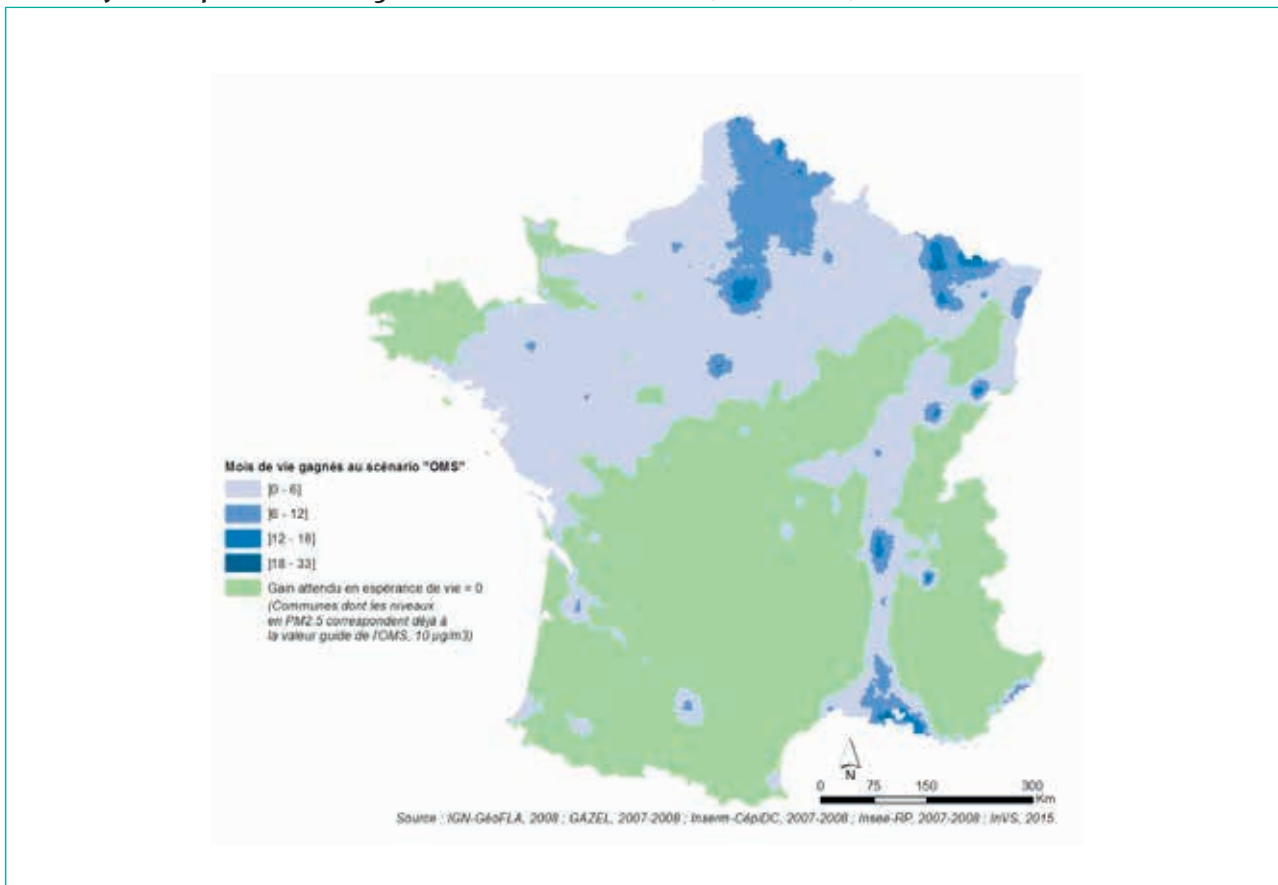 Mois de vie gagnés au scénario "OMS"
]0 - 6]
]6 - 12]
]12 - 18]
]18 - 33]
Gain attendu en espérance de vie = 0
(Communes dont les niveaux
en PM2.5 correspondent déjà à
la valeur guide de l'OMS, 10 µg/m3)
N
0 75 150 300
Km
Source : IGN-GéoFLA, 2008 ; GAZEL, 2007-2008 ; Inserm-CépiDC, 2007-2008 ; Insee-RP, 2007-2008 ; InVS, 2015.